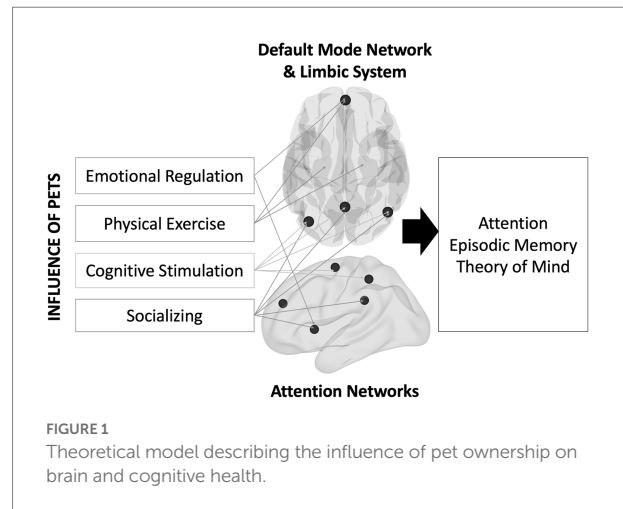 Default Mode Network
& Limbic System
INFLUENCE OF PETS
Emotional Regulation
Physical Exercise
Cognitive Stimulation
Socializing
Attention
Episodic Memory
Theory of Mind
Attention Networks
FIGURE 1
Theoretical model describing the influence of pet ownership on
brain and cognitive health.